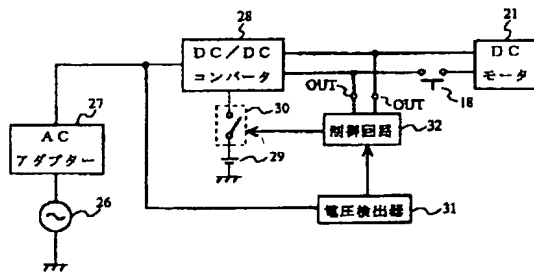 28
DC/DC
コンバータ
21
DC
モータ
27
AC
アダプター
30
OUT
OUT
18
制御回路
32
29
26
電圧検出器
31